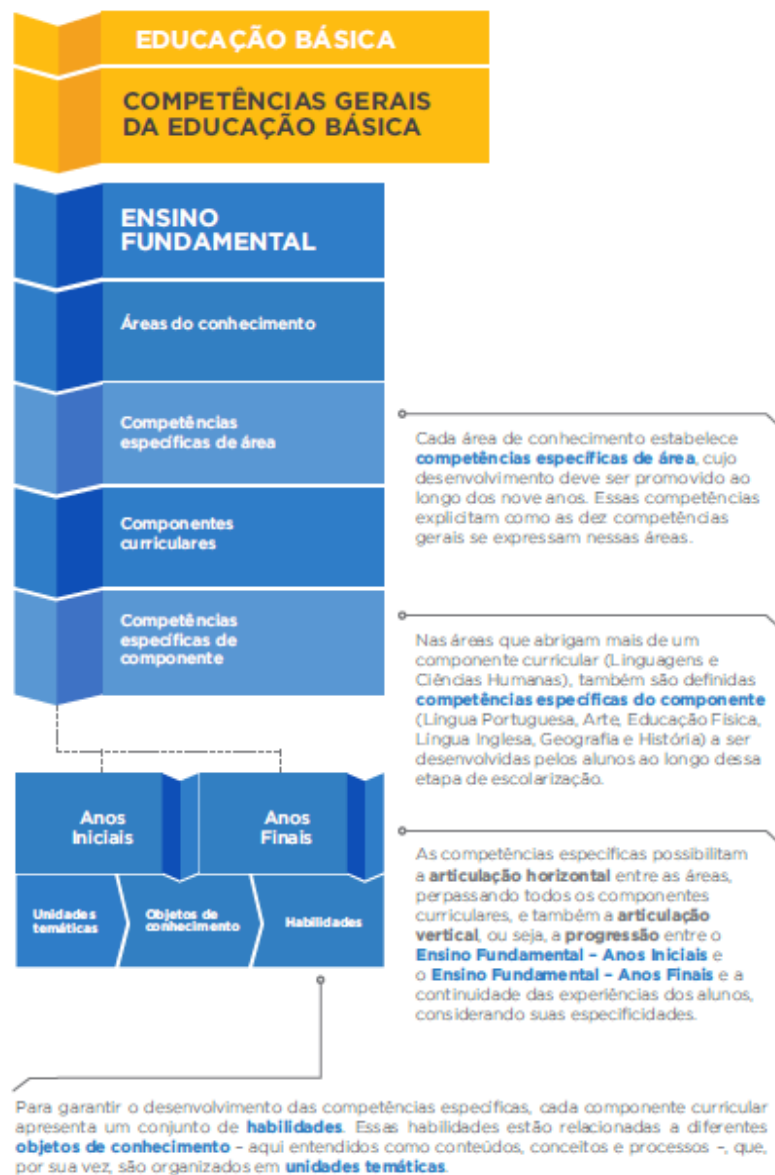 EDUCAÇÃO BÁSICA
COMPETÊNCIAS GERAIS
DA EDUCAÇÃO BÁSICA
ENSINO
FUNDAMENTAL
Áreas do conhecimento
Competências
específicas de área
Cada área de conhecimento estabelece
competências específicas de área, cujo
desenvolvimento deve ser promovido ao
longo dos nove anos. Essas competências
explicitam como as dez competências
gerais se expressam nessas áreas.
Componentes
curriculares
Competências
específicas de
componente
Nas áreas que abrigam mais de um
componente curricular (Linguagens e
Ciências Humanas), também são definidas
competências específicas do componente
(Língua Portuguesa, Arte, Educação Física,
Língua Inglesa, Geografia e História) a ser
desenvolvidas pelos alunos ao longo dessa
etapa de escolarização.
Anos
Iniciais
Anos
Finais
Unidades
temáticas
Objetos de
conhecimento
Habilidades
As competências específicas possibilitam
a articulação horizontal entre as áreas,
perpassando todos os componentes
curriculares, e também a articulação
vertical, ou seja, a progressão entre o
Ensino Fundamental – Anos Iniciais e
o Ensino Fundamental – Anos Finais e a
continuidade das experiências dos alunos,
considerando suas especificidades.
Para garantir o desenvolvimento das competências específicas, cada componente curricular
apresenta um conjunto de habilidades. Essas habilidades estão relacionadas a diferentes
objetos de conhecimento – aqui entendidos como conteúdos, conceitos e processos –, que,
por sua vez, são organizados em unidades temáticas.